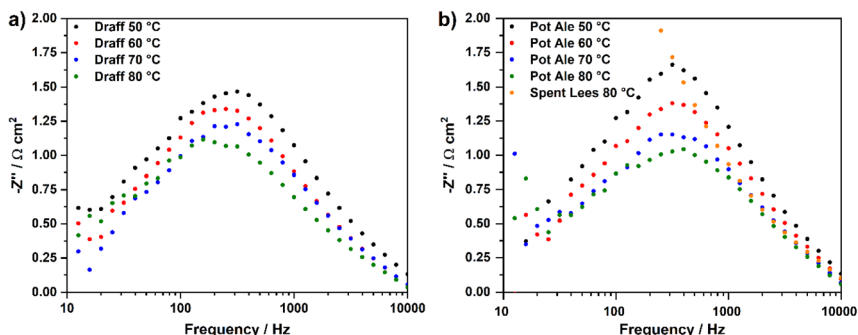 a)
Draff 50 °C
Draff 60 °C
Draff 70 °C
Draff 80 °C
2.00
1.75
1.50
1.25
1.00
0.75
0.50
0.25
0.00
-Z'' / Ω cm²
10 100 1000 10000
Frequency / Hz
b)
Pot Ale 50 °C
Pot Ale 60 °C
Pot Ale 70 °C
Pot Ale 80 °C
Spent Lees 80 °C
2.00
1.75
1.50
1.25
1.00
0.75
0.50
0.25
0.00
-Z'' / Ω cm²
10 100 1000 10000
Frequency / Hz